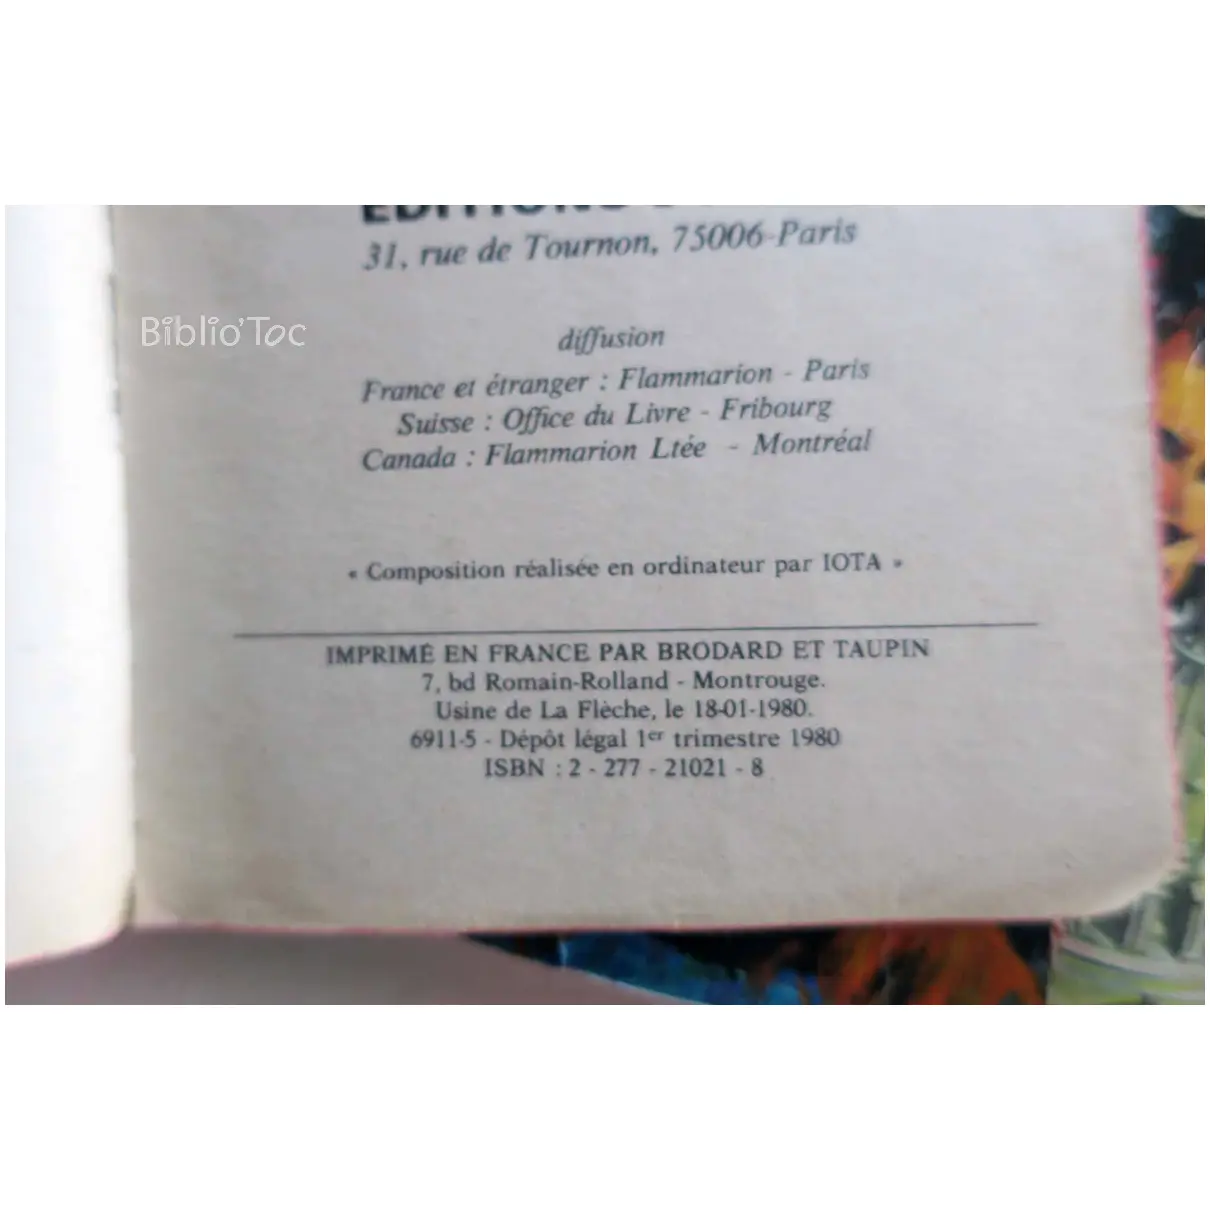 EDITIONS
31, rue de Tournon, 75006-Paris
Biblio'Toc
diffusion
France et étranger : Flammarion - Paris
Suisse : Office du Livre - Fribourg
Canada : Flammarion Ltée - Montréal
« Composition réalisée en ordinateur par IOTA »
IMPRIMÉ EN FRANCE PAR BRODARD ET TAUPIN
7, bd Romain-Rolland - Montrouge.
Usine de La Flèche, le 18-01-1980.
6911-5 - Dépôt légal 1er trimestre 1980
ISBN : 2 - 277 - 21021 - 8